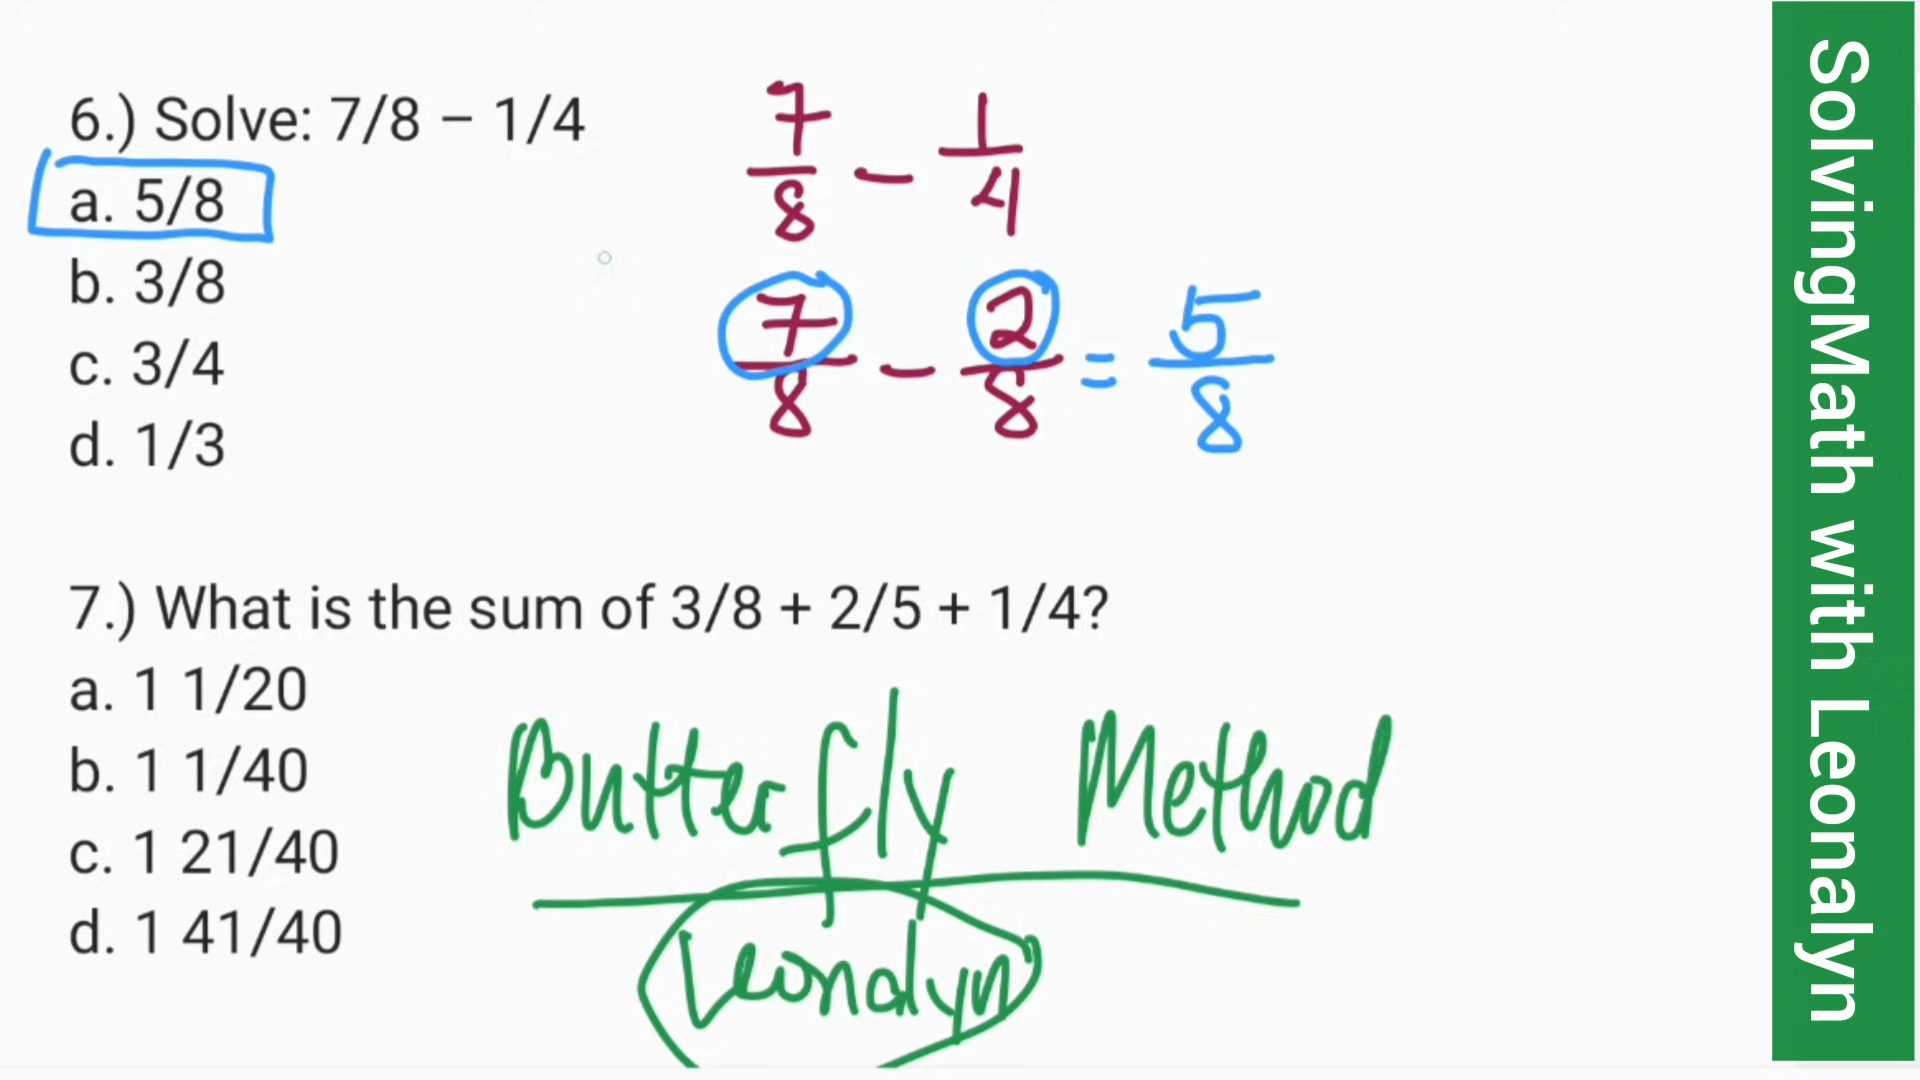 6.) Solve: 7/8 – 1/4
a. 5/8
b. 3/8
c. 3/4
d. 1/3
7/8 – 1/4
7/8 – 2/8 = 5/8
7.) What is the sum of 3/8 + 2/5 + 1/4?
a. 1 1/20
b. 1 1/40
c. 1 21/40
d. 1 41/40
Butterfly Method
Leonalyn
SolvingMath with Leonalyn